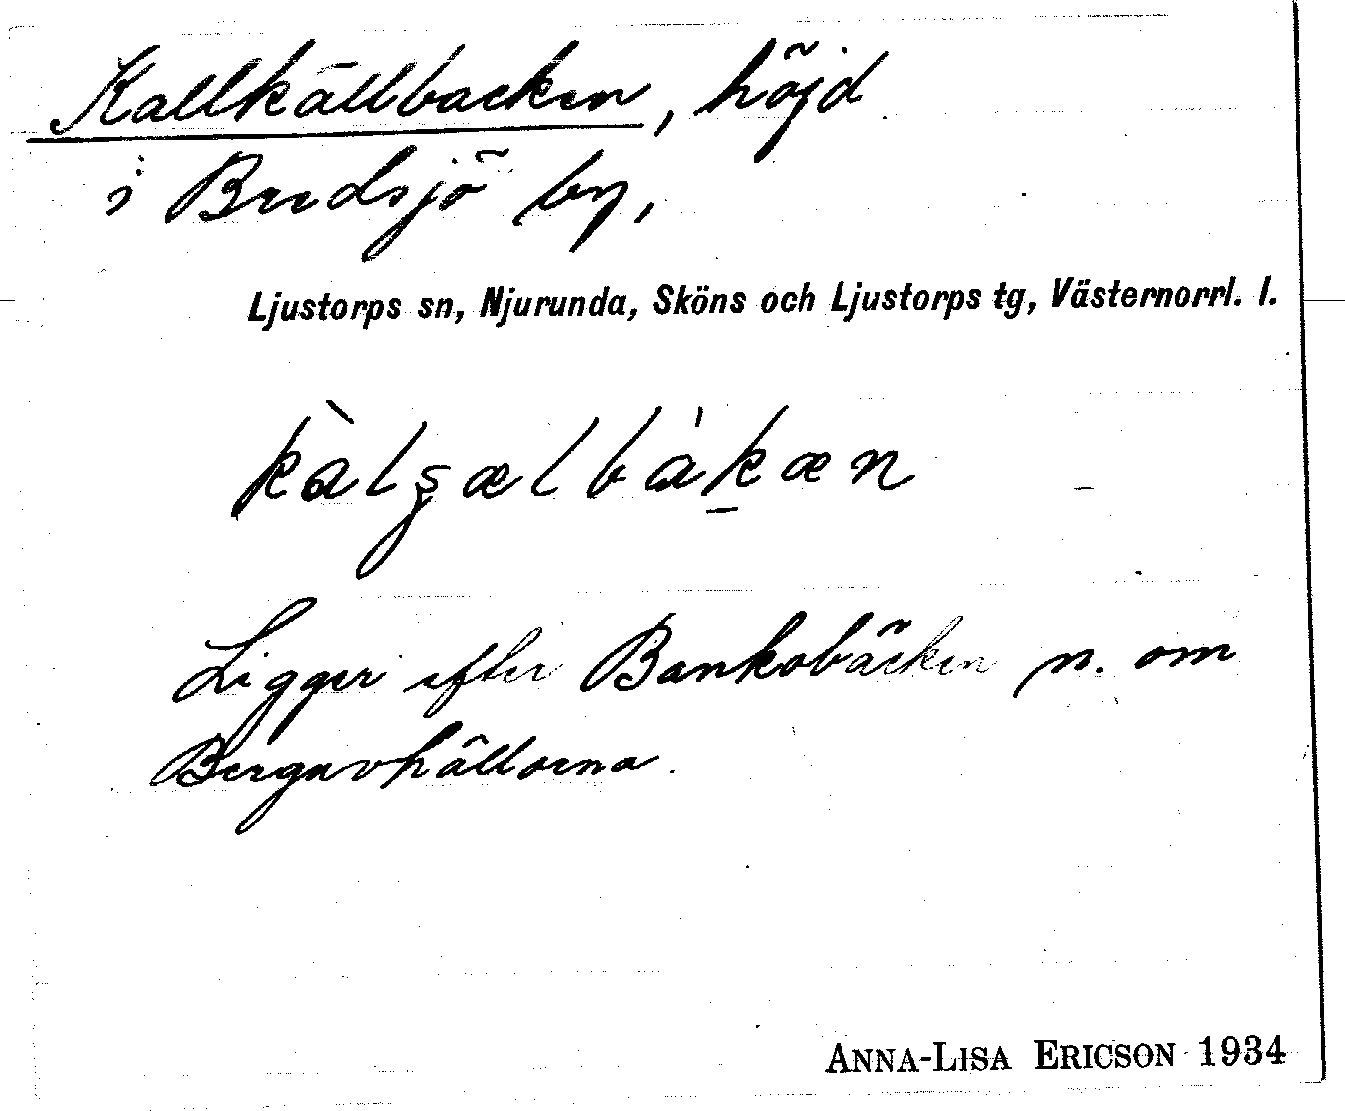 Kallkällbacken, höjd
i Bredsjö by,
Ljustorps sn, Njurunda, Sköns och Ljustorps tg, Västernorrl. l.
kàlʂælbákæn
Ligger efter Bankobäcken n. om
Bergavhällorna.
ANNA-LISA ERICSON 1934